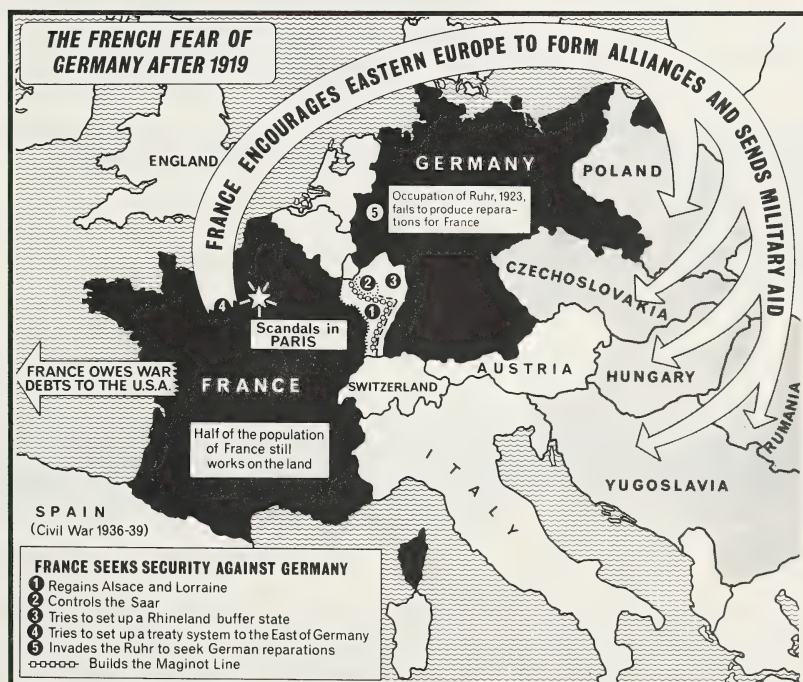 THE FRENCH FEAR OF
GERMANY AFTER 1919
FRANCE ENCOURAGES EASTERN EUROPE TO FORM ALLIANCES AND SENDS MILITARY AID
ENGLAND
GERMANY
POLAND
5 Occupation of Ruhr, 1923,
fails to produce repara-
tions for France
CZECHOSLOVAKIA
2 3
1
4
Scandals in
PARIS
FRANCE OWES WAR
DEBTS TO THE U.S.A.
FRANCE
SWITZERLAND
AUSTRIA
HUNGARY
RUMANIA
Half of the population
of France still
works on the land
ITALY
YUGOSLAVIA
SPAIN
(Civil War 1936-39)
FRANCE SEEKS SECURITY AGAINST GERMANY
1 Regains Alsace and Lorraine
2 Controls the Saar
3 Tries to set up a Rhineland buffer state
4 Tries to set up a treaty system to the East of Germany
5 Invades the Ruhr to seek German reparations
Builds the Maginot Line